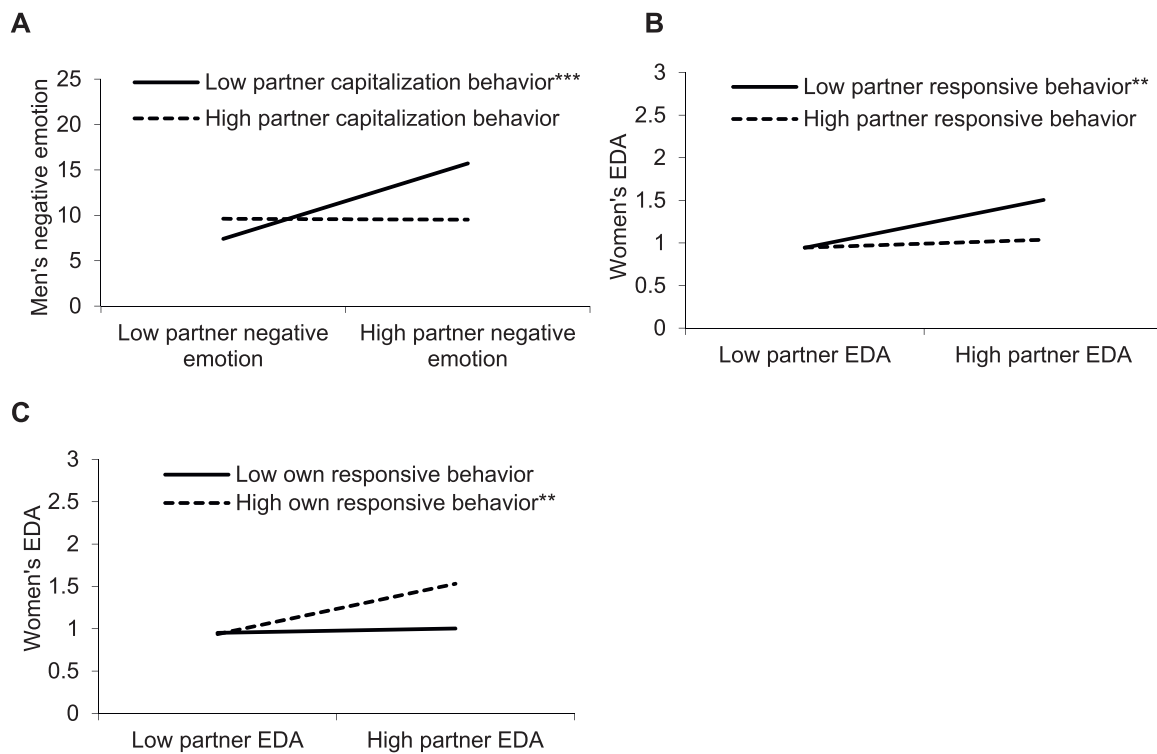 A
Low partner capitalization behavior***
High partner capitalization behavior
Men's negative emotion
25
20
15
10
5
0
Low partner negative
emotion
High partner negative
emotion
B
Low partner responsive behavior**
High partner responsive behavior
Women's EDA
3
2.5
2
1.5
1
0.5
0
Low partner EDA
High partner EDA
C
Low own responsive behavior
High own responsive behavior**
Women's EDA
3
2.5
2
1.5
1
0.5
0
Low partner EDA
High partner EDA